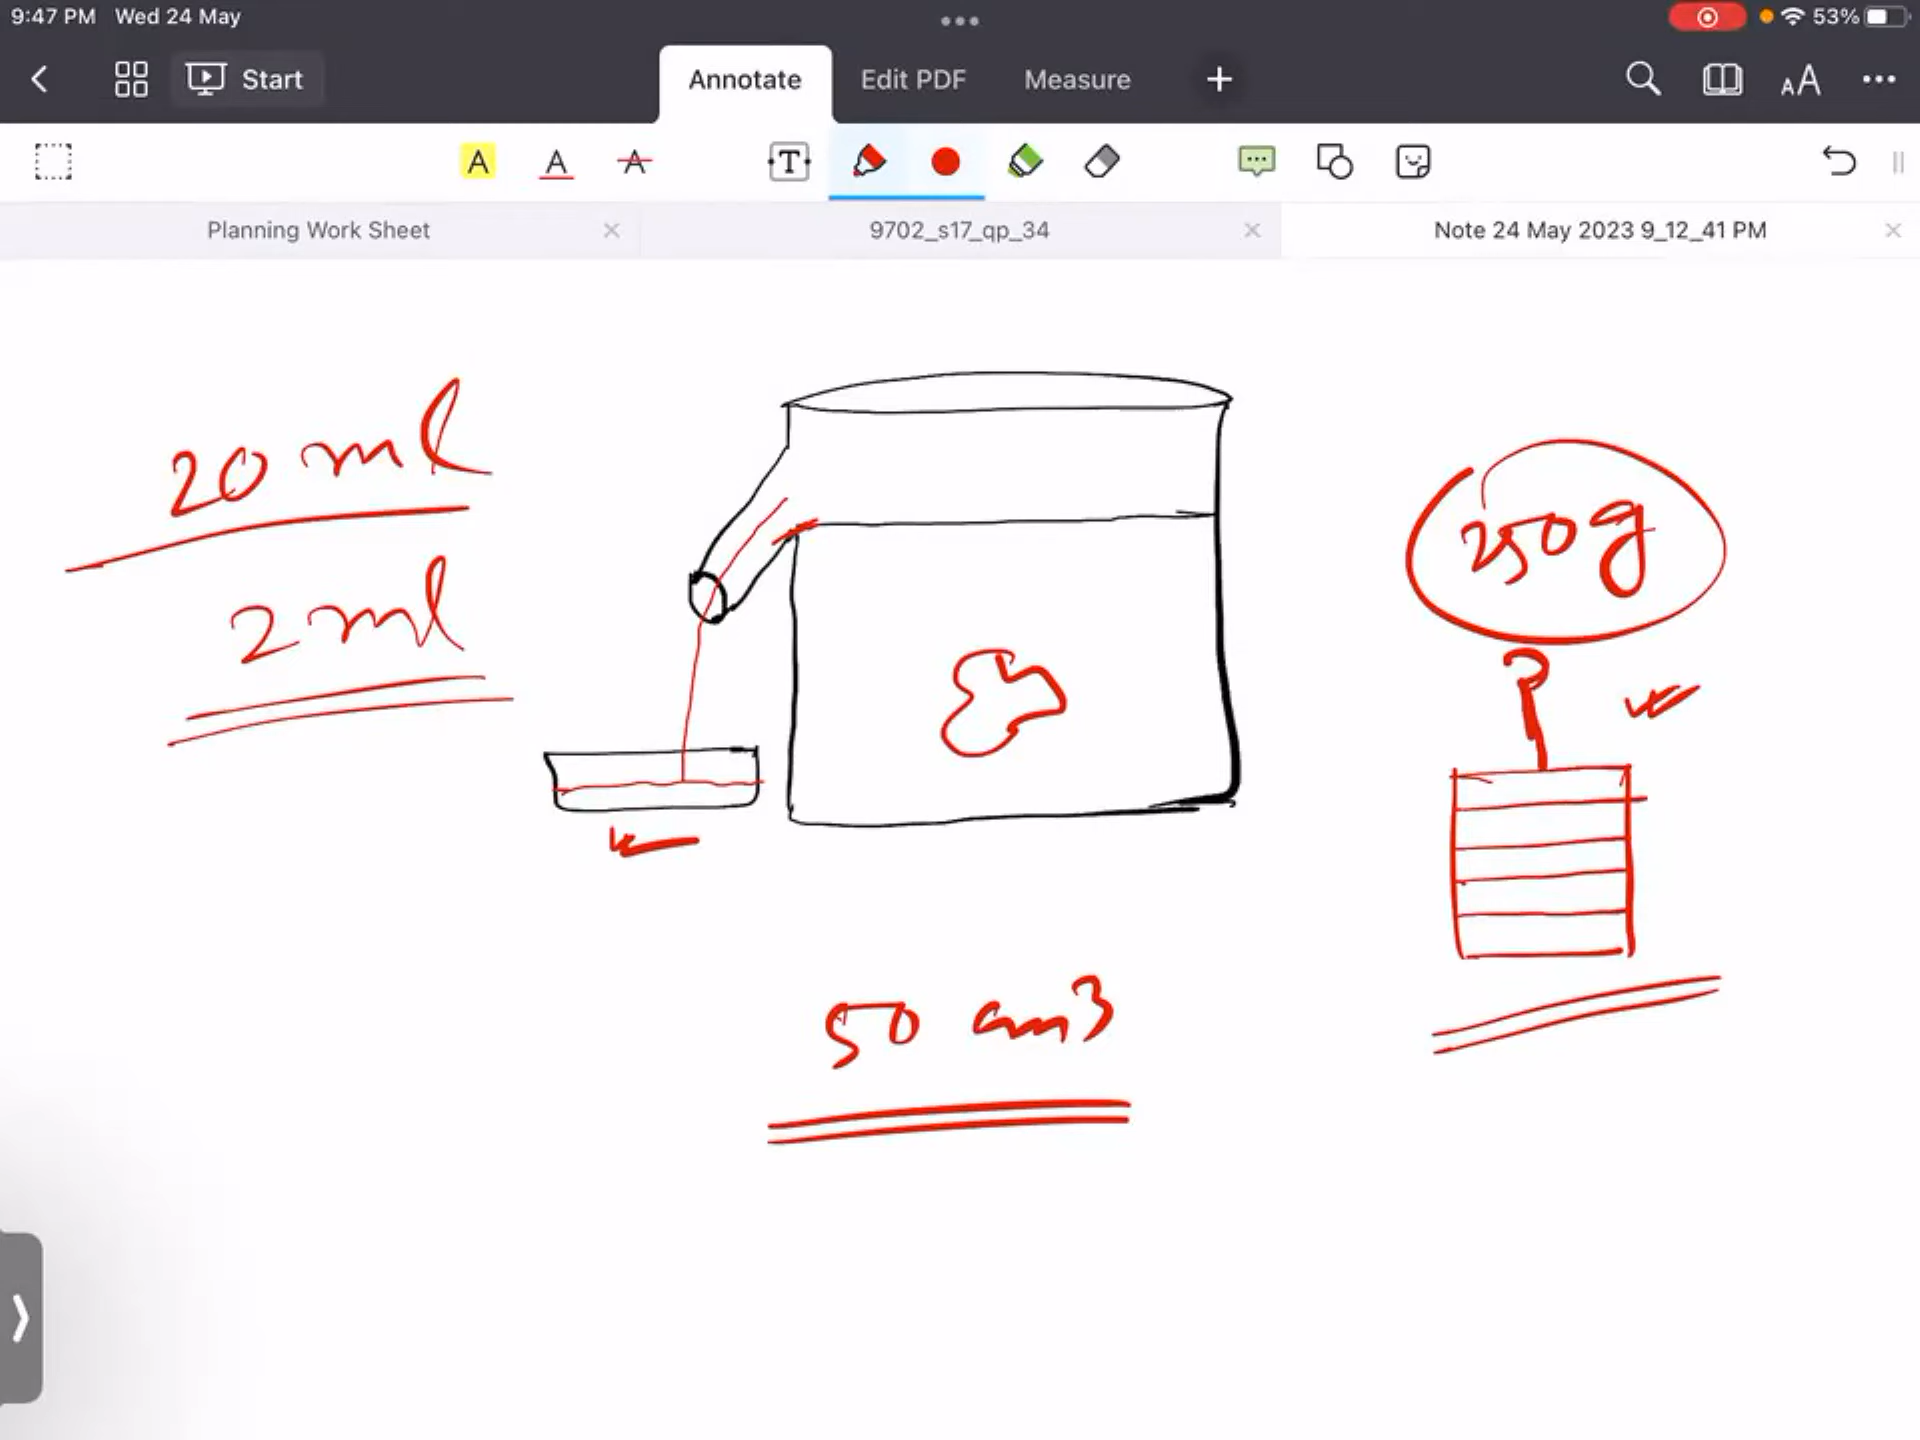 9:47 PM Wed 24 May
53%
Start
Annotate
Edit PDF
Measure
Planning Work Sheet
9702_s17_qp_34
Note 24 May 2023 9_12_41 PM
20 ml
2 ml
250g
50 cm3